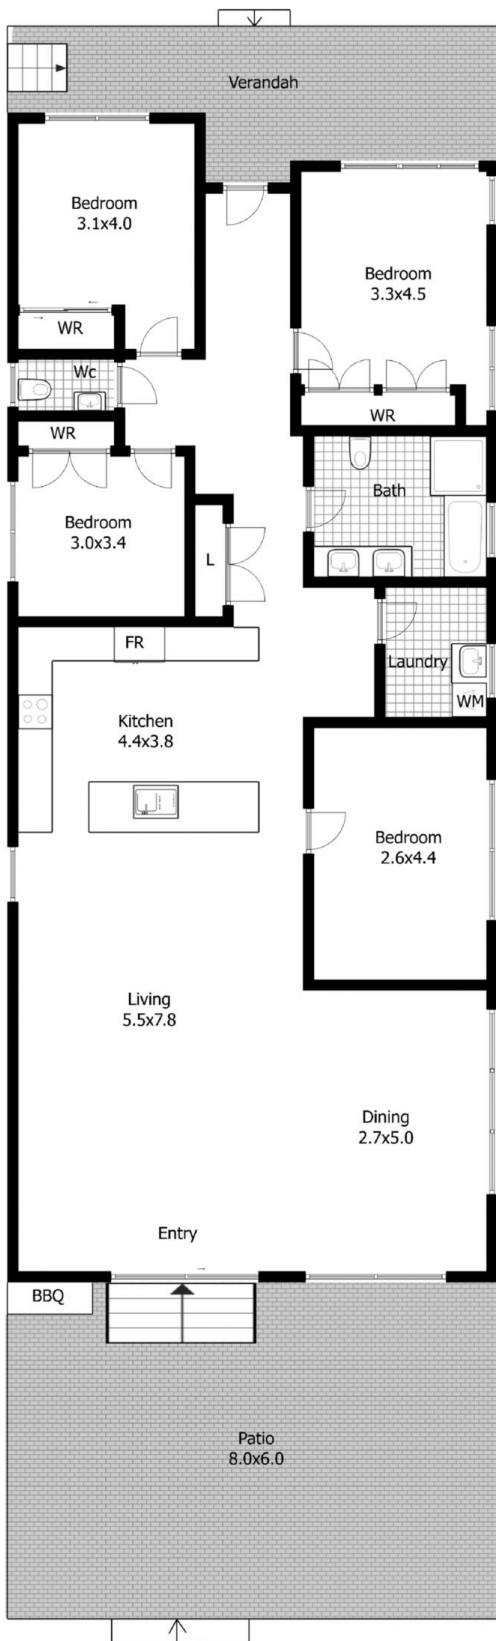 Verandah
Bedroom
3.1x4.0
Bedroom
3.3x4.5
WR
Wc
WR
WR
Bath
Bedroom
3.0x3.4
L
FR
Laundry
WM
Kitchen
4.4x3.8
Bedroom
2.6x4.4
Living
5.5x7.8
Dining
2.7x5.0
Entry
BBQ
Patio
8.0x6.0